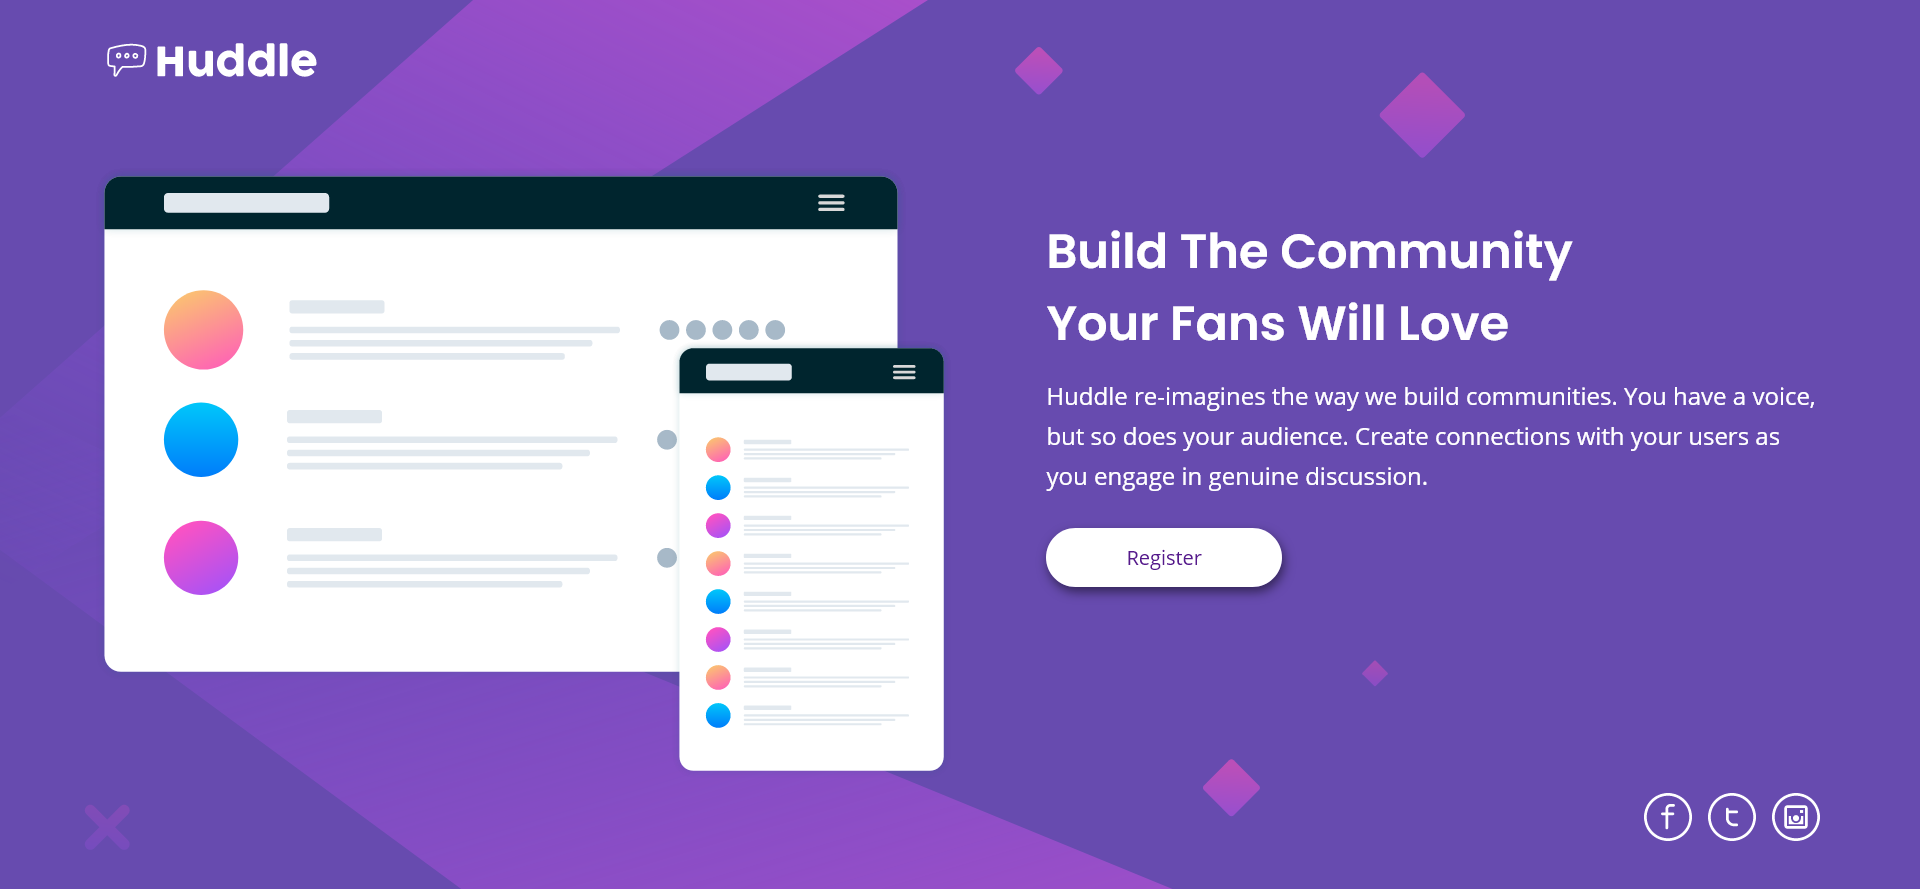 Huddle
Build The Community
Your Fans Will Love
Huddle re-imagines the way we build communities. You have a voice,
but so does your audience. Create connections with your users as
you engage in genuine discussion.
Register